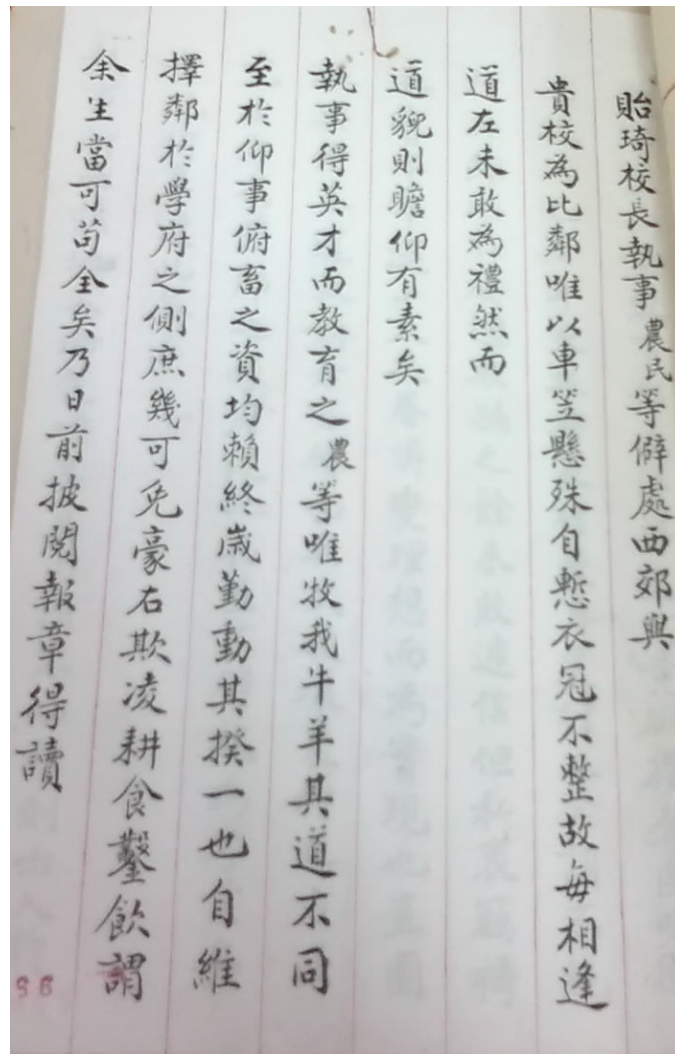 貽琦校長執事農民等僻處西郊與
貴校為比鄰唯以車笠懸殊自慙衣冠不整故每相逢
道左未敢為禮然而
道貌則瞻仰有素矣
執事得英才而教育之農等唯牧我牛羊其道不同
至於仰事俯畜之資均賴終歲勤動其揆一也自維
擇鄰於學府之側庶幾可免豪右欺凌耕食鑿飲謂
余生當可苟全矣乃日前披閱報章得讀